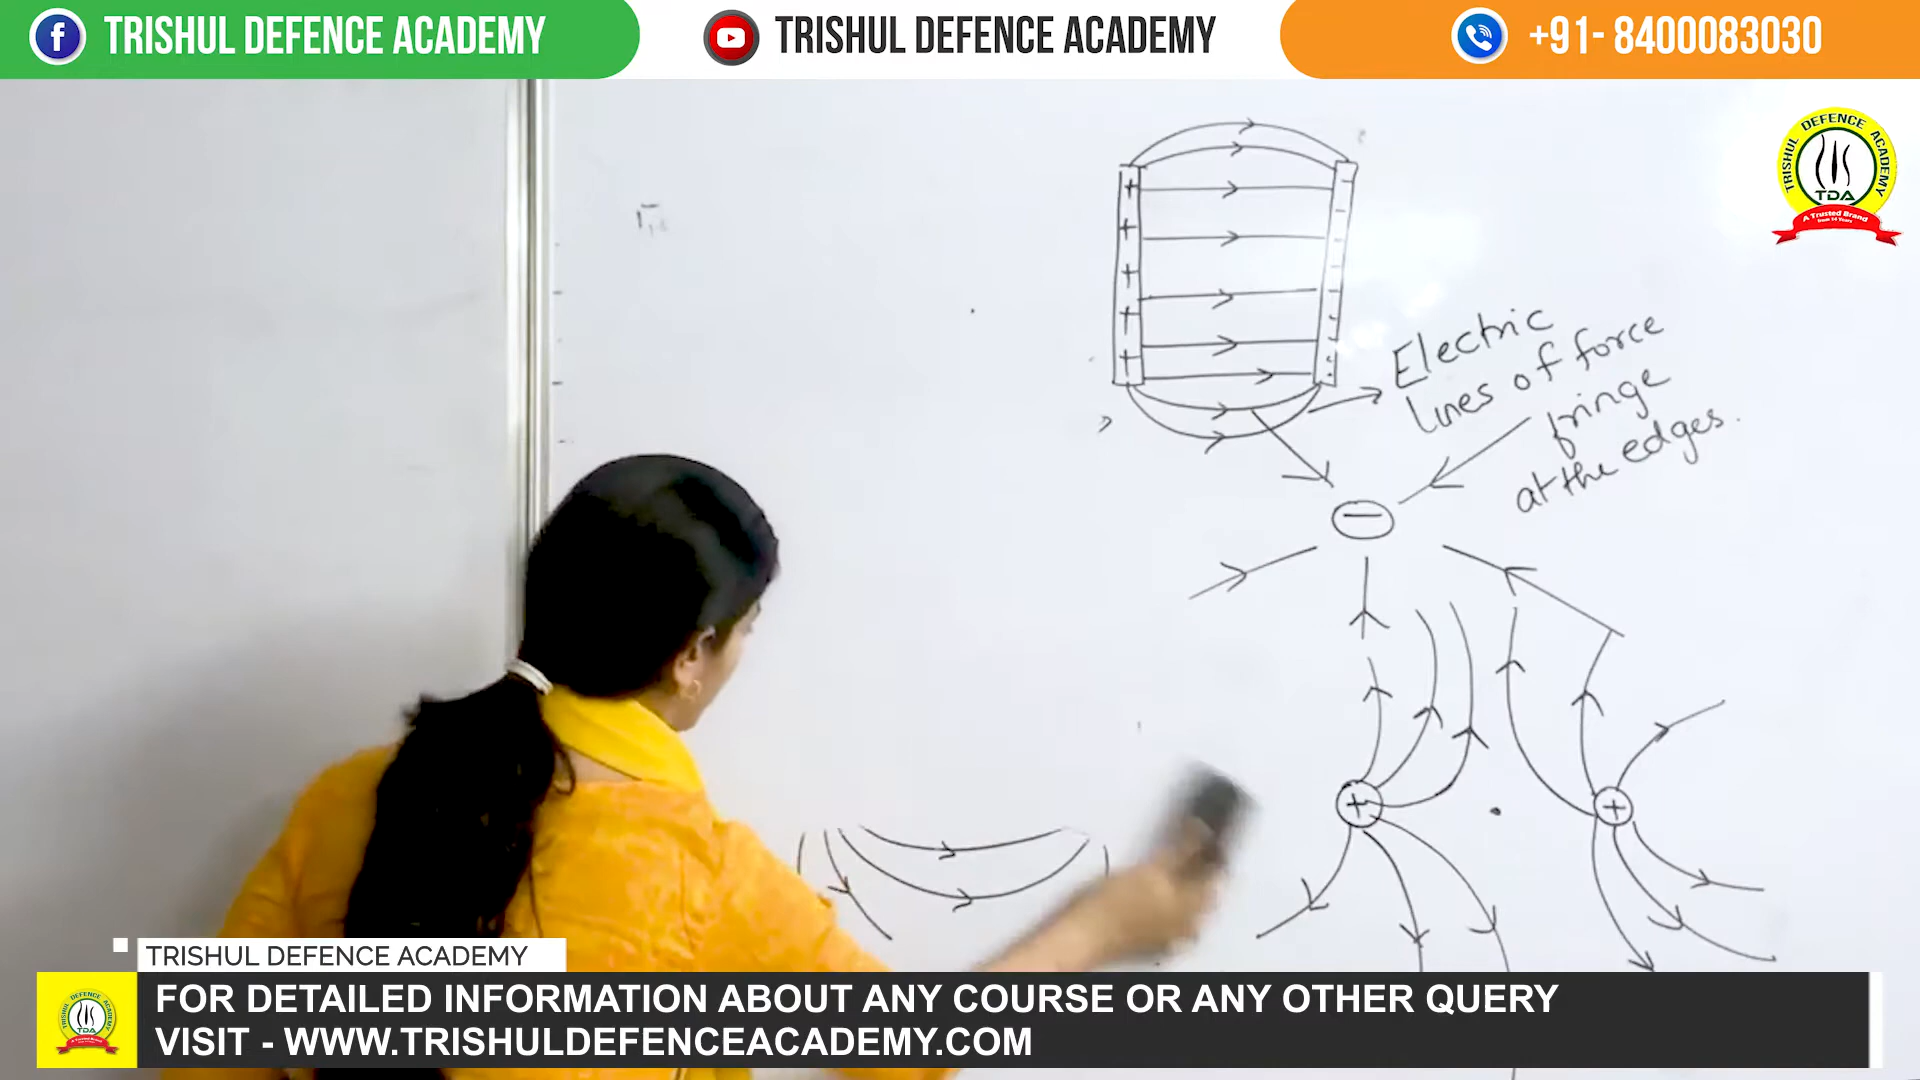 TRISHUL DEFENCE ACADEMY
TRISHUL DEFENCE ACADEMY
+91- 8400083030
TRISHUL DEFENCE ACADEMY
TDA
A Trusted Brand
Electric
lines of force
fringe
at the edges.
TRISHUL DEFENCE ACADEMY
FOR DETAILED INFORMATION ABOUT ANY COURSE OR ANY OTHER QUERY
VISIT - WWW.TRISHULDEFENCEACADEMY.COM